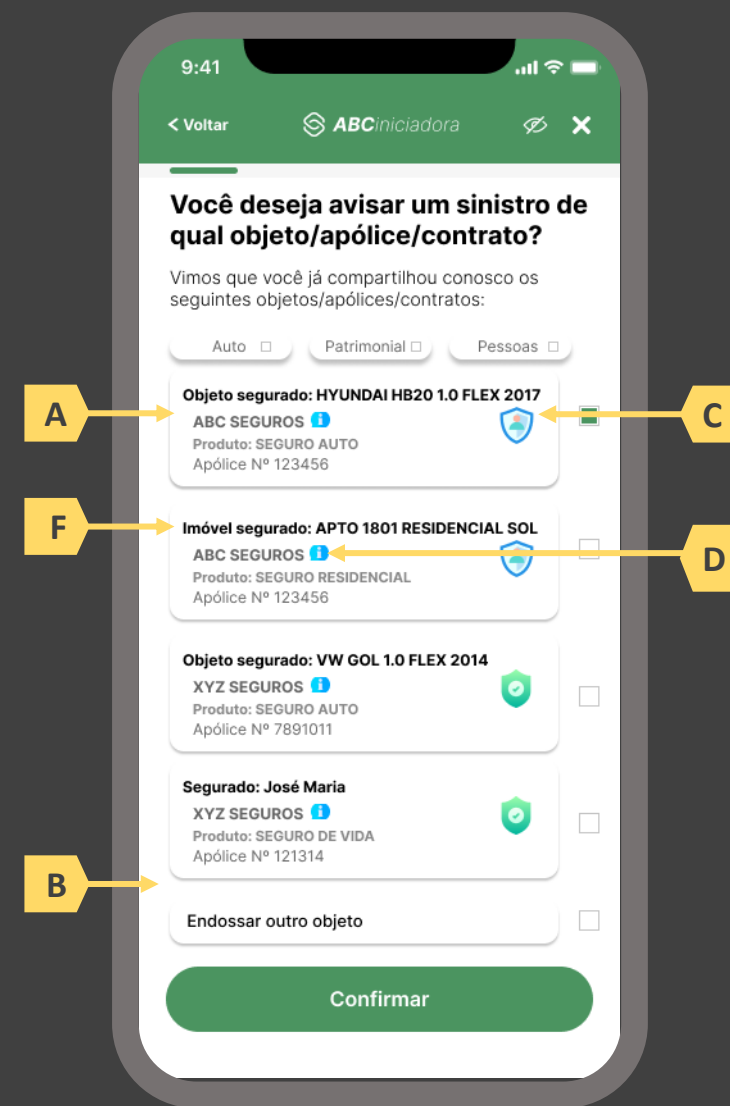 9:41
< Voltar
ABCiniciadora
Você deseja avisar um sinistro de
qual objeto/apólice/contrato?
Vimos que você já compartilhou conosco os
seguintes objetos/apólices/contratos:
Auto
Patrimonial
Pessoas
A
Objeto segurado: HYUNDAI HB20 1.0 FLEX 2017
ABC SEGUROS i
Produto: SEGURO AUTO
Apólice Nº 123456
C
F
Imóvel segurado: APTO 1801 RESIDENCIAL SOL
ABC SEGUROS i
Produto: SEGURO RESIDENCIAL
Apólice Nº 123456
D
Objeto segurado: VW GOL 1.0 FLEX 2014
XYZ SEGUROS i
Produto: SEGURO AUTO
Apólice Nº 7891011
Segurado: José Maria
XYZ SEGUROS i
Produto: SEGURO DE VIDA
Apólice Nº 121314
B
Endossar outro objeto
Confirmar